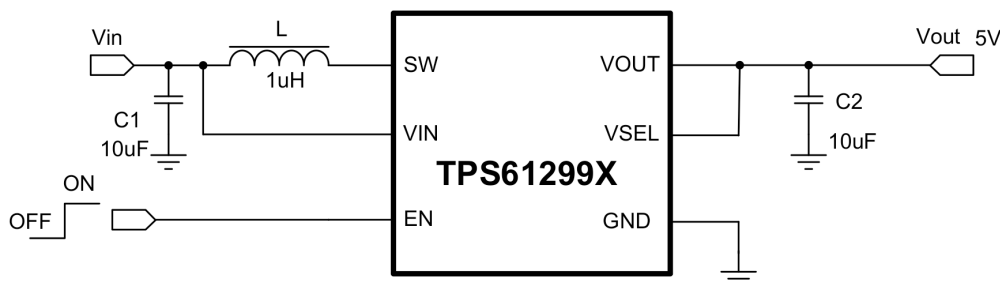 Vin
L
1uH
C1
10uF
ON
OFF
SW
VIN
EN
TPS61299X
VOUT
VSEL
GND
Vout 5V
C2
10uF